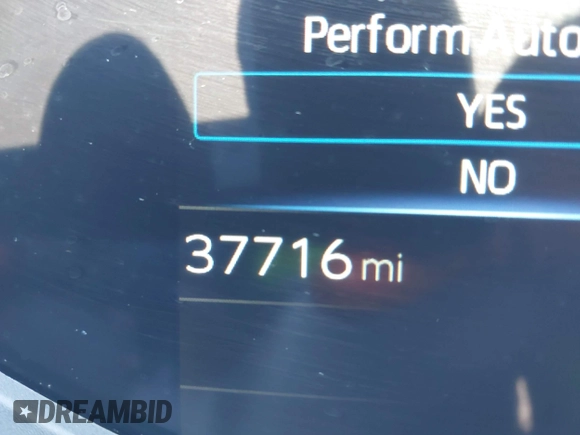 Perform Auto
YES
NO
37716 mi
DREAMBID